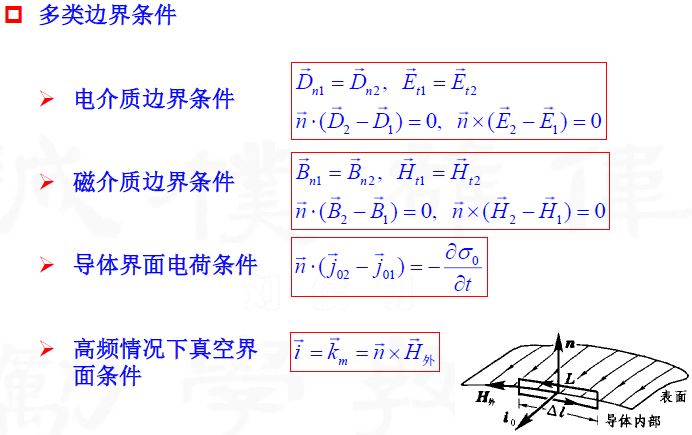 多类边界条件
电介质边界条件
$\vec{D}_{n1} = \vec{D}_{n2},\ \vec{E}_{t1} = \vec{E}_{t2}$
$\vec{n}\cdot(\vec{D}_2 - \vec{D}_1) = 0,\ \vec{n}\times(\vec{E}_2 - \vec{E}_1) = 0$
磁介质边界条件
$\vec{B}_{n1} = \vec{B}_{n2},\ \vec{H}_{t1} = \vec{H}_{t2}$
$\vec{n}\cdot(\vec{B}_2 - \vec{B}_1) = 0,\ \vec{n}\times(\vec{H}_2 - \vec{H}_1) = 0$
导体界面电荷条件
$\vec{n}\cdot(\vec{j}_{02} - \vec{j}_{01}) = -\frac{\partial \sigma_0}{\partial t}$
高频情况下真空界
面条件
$\vec{i} = \vec{k}_m = \vec{n}\times\vec{H}_{外}$
n
L
H外
Δl
表面
i₀
导体内部